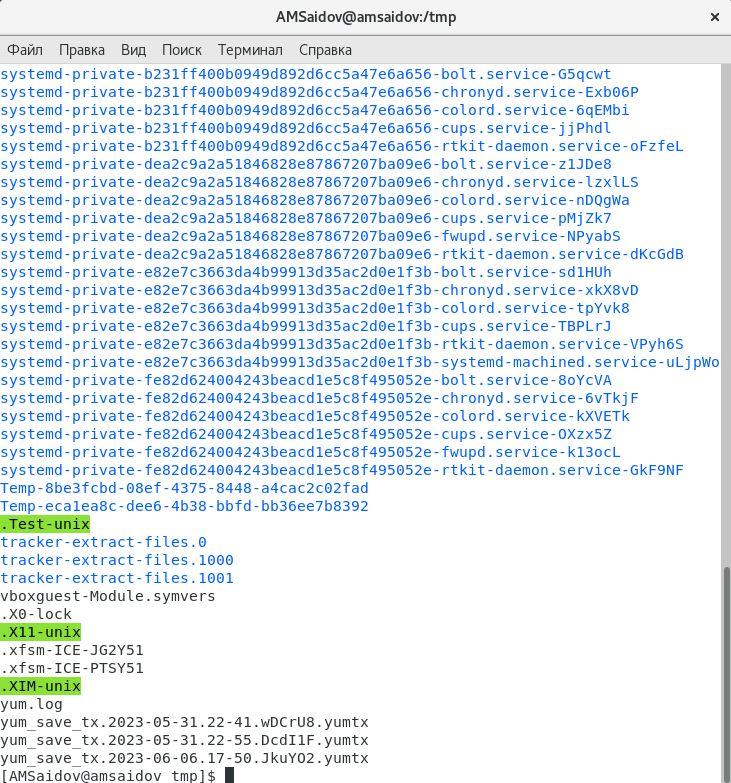 AMSaidov@amsaidov:/tmp
×
Файл Правка Вид Поиск Терминал Справка
systemd-private-b231ff400b0949d892d6cc5a47e6a656-bolt.service-G5qcwt
systemd-private-b231ff400b0949d892d6cc5a47e6a656-chronyd.service-Exb06P
systemd-private-b231ff400b0949d892d6cc5a47e6a656-colord.service-6qEMbi
systemd-private-b231ff400b0949d892d6cc5a47e6a656-cups.service-jjPhdl
systemd-private-b231ff400b0949d892d6cc5a47e6a656-rtkit-daemon.service-oFzfeL
systemd-private-dea2c9a2a51846828e87867207ba09e6-bolt.service-z1JDe8
systemd-private-dea2c9a2a51846828e87867207ba09e6-chronyd.service-lzxlLS
systemd-private-dea2c9a2a51846828e87867207ba09e6-colord.service-nDQgWa
systemd-private-dea2c9a2a51846828e87867207ba09e6-cups.service-pMjZk7
systemd-private-dea2c9a2a51846828e87867207ba09e6-fwupd.service-NPyabS
systemd-private-dea2c9a2a51846828e87867207ba09e6-rtkit-daemon.service-dKcGdB
systemd-private-e82e7c3663da4b99913d35ac2d0e1f3b-bolt.service-sd1HUh
systemd-private-e82e7c3663da4b99913d35ac2d0e1f3b-chronyd.service-xkX8vD
systemd-private-e82e7c3663da4b99913d35ac2d0e1f3b-colord.service-tpYvk8
systemd-private-e82e7c3663da4b99913d35ac2d0e1f3b-cups.service-TBPLrJ
systemd-private-e82e7c3663da4b99913d35ac2d0e1f3b-rtkit-daemon.service-VPyh6S
systemd-private-e82e7c3663da4b99913d35ac2d0e1f3b-systemd-machined.service-uLjpWo
systemd-private-fe82d624004243beacd1e5c8f495052e-bolt.service-8oYcVA
systemd-private-fe82d624004243beacd1e5c8f495052e-chronyd.service-6vTkjF
systemd-private-fe82d624004243beacd1e5c8f495052e-colord.service-kXVETk
systemd-private-fe82d624004243beacd1e5c8f495052e-cups.service-OXzx5Z
systemd-private-fe82d624004243beacd1e5c8f495052e-fwupd.service-k13ocL
systemd-private-fe82d624004243beacd1e5c8f495052e-rtkit-daemon.service-GkF9NF
Temp-8be3fcbd-08ef-4375-8448-a4cac2c02fad
Temp-eca1ea8c-dee6-4b38-bbfd-bb36ee7b8392
.Test-unix
tracker-extract-files.0
tracker-extract-files.1000
tracker-extract-files.1001
vboxguest-Module.symvers
.X0-lock
.X11-unix
.xfsm-ICE-JG2Y51
.xfsm-ICE-PTSY51
.XIM-unix
yum.log
yum_save_tx.2023-05-31.22-41.wDCrU8.yumtx
yum_save_tx.2023-05-31.22-55.DcdI1F.yumtx
yum_save_tx.2023-06-06.17-50.JkuYO2.yumtx
[AMSaidov@amsaidov tmp]$